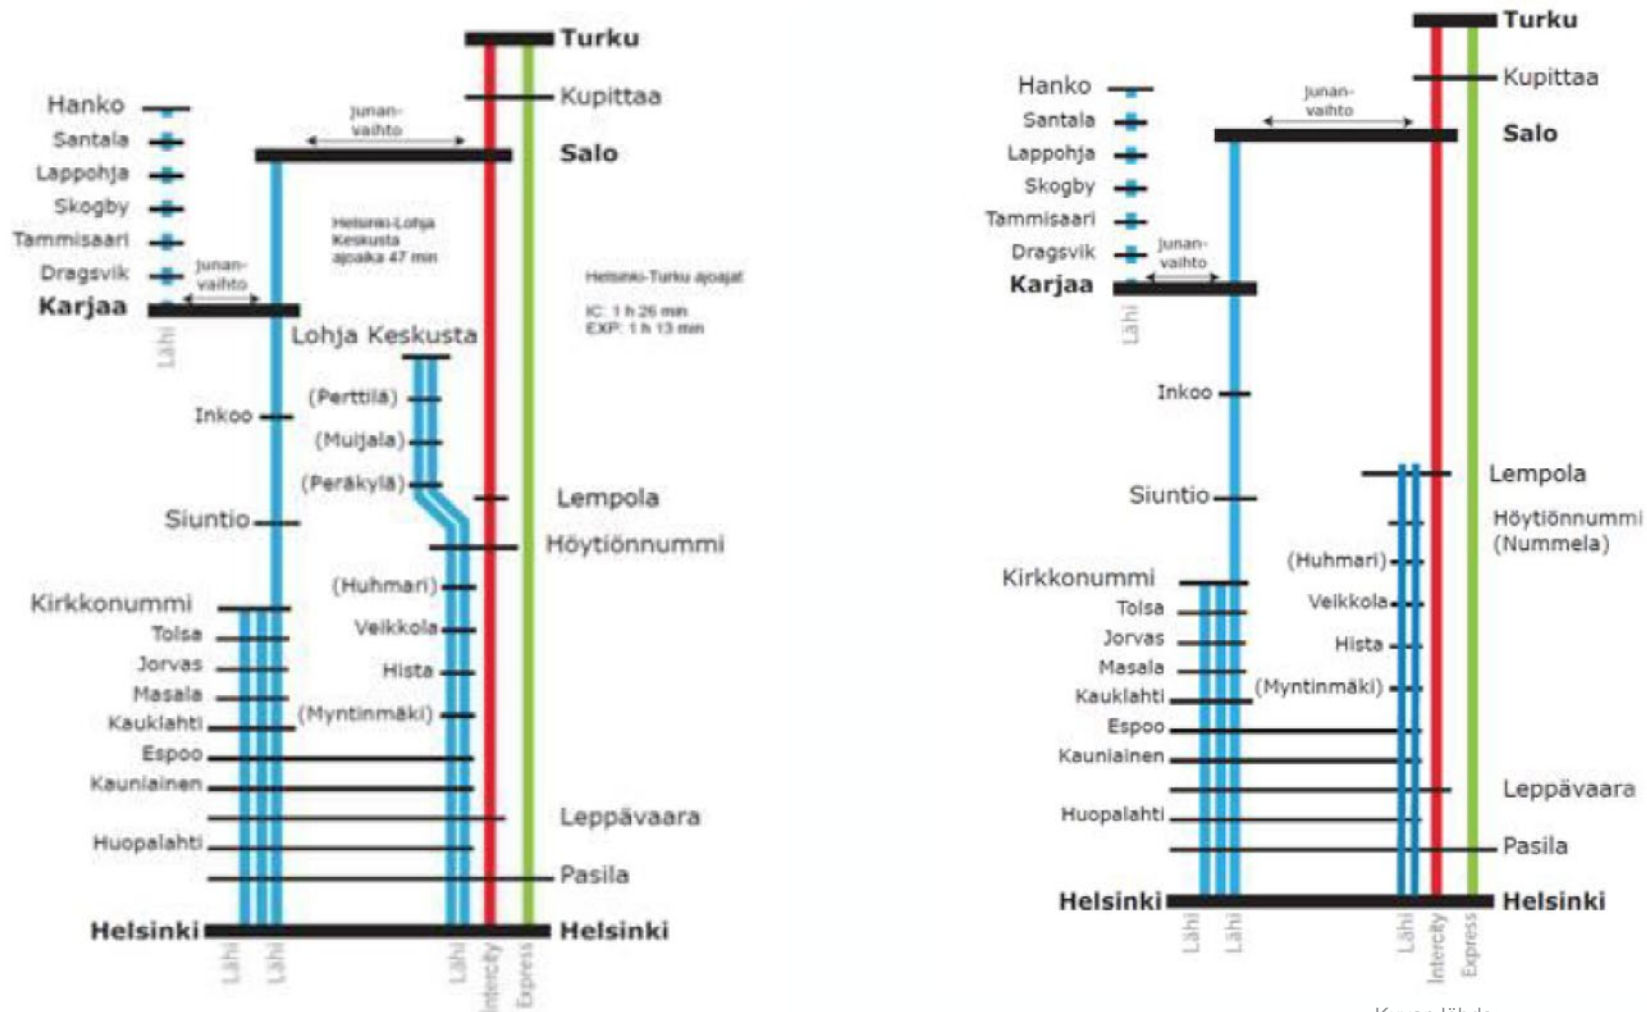 Turku
Kupittaa
Hanko
Junan-
vaihto
Santala
Salo
Lappohja
Skogby
Helsinki-Lohja
Keskusta
ajoaika 47 min
Tammisaari
Dragsvik
Junan-
vaihto
Helsinki-Turku ajoajat
IC: 1 h 26 min
EXP: 1 h 13 min
Karjaa
Lähi
Lohja Keskusta
(Perttilä)
Inkoo
(Muijala)
(Peräkylä)
Lempola
Siuntio
Höytiönnummi
(Huhmari)
Kirkkonummi
Veikkola
Tolsa
Jorvas
Hista
Masala
(Myntinmäki)
Kauklahti
Espoo
Kauniainen
Leppävaara
Huopalahti
Pasila
Helsinki
Helsinki
Lähi
Lähi
Lähi
Intercity
Express
Turku
Kupittaa
Hanko
Junan-
vaihto
Santala
Salo
Lappohja
Skogby
Tammisaari
Dragsvik
Junan-
vaihto
Karjaa
Lähi
Inkoo
Lempola
Siuntio
Höytiönnummi
(Nummela)
(Huhmari)
Kirkkonummi
Veikkola
Tolsa
Jorvas
Hista
Masala
(Myntinmäki)
Kauklahti
Espoo
Kauniainen
Leppävaara
Huopalahti
Pasila
Helsinki
Helsinki
Lähi
Lähi
Lähi
Intercity
Express